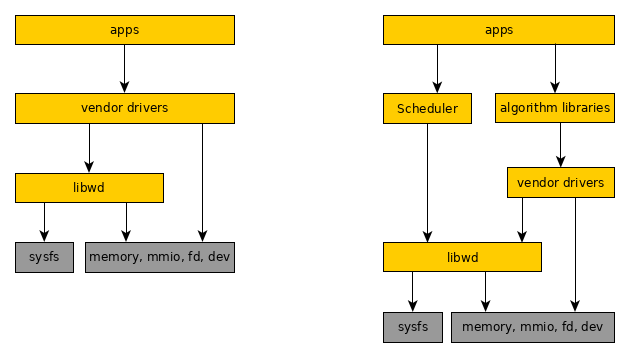 apps
vendor drivers
libwd
sysfs
memory, mmio, fd, dev
apps
Scheduler
algorithm libraries
vendor drivers
libwd
sysfs
memory, mmio, fd, dev